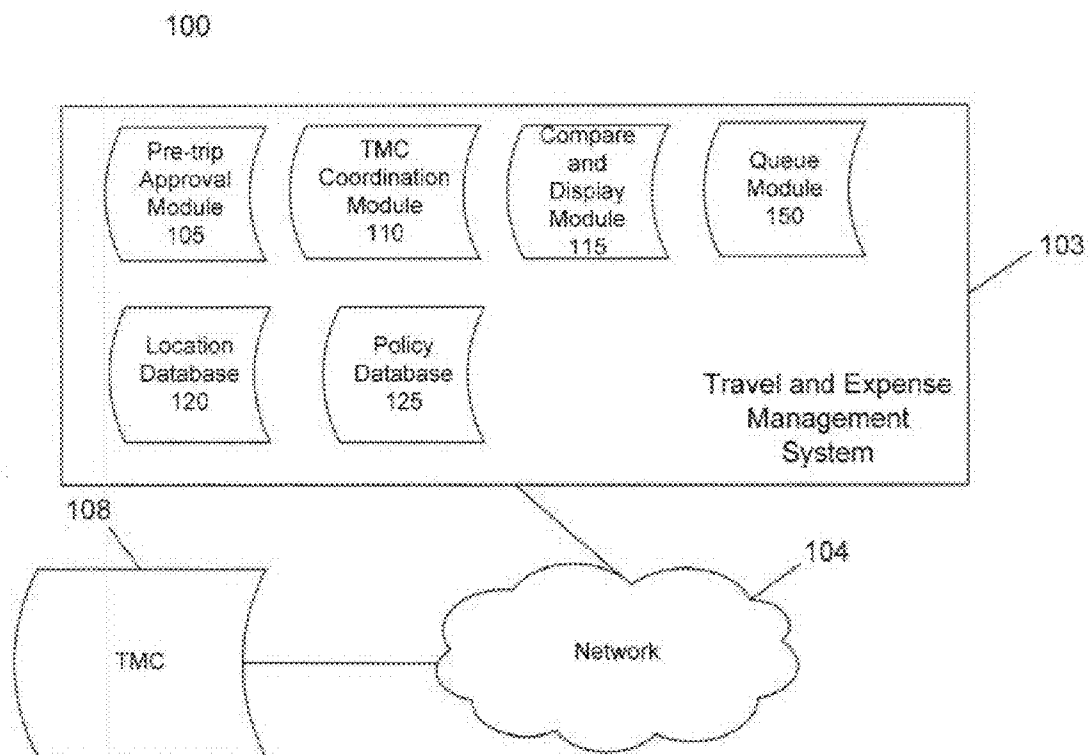 100
Pre-trip
Approval
Module
105
TMC
Coordination
Module
110
Compare
and
Display
Module
115
Queue
Module
150
103
Location
Database
120
Policy
Database
125
Travel and Expense
Management
System
108
104
TMC
Network